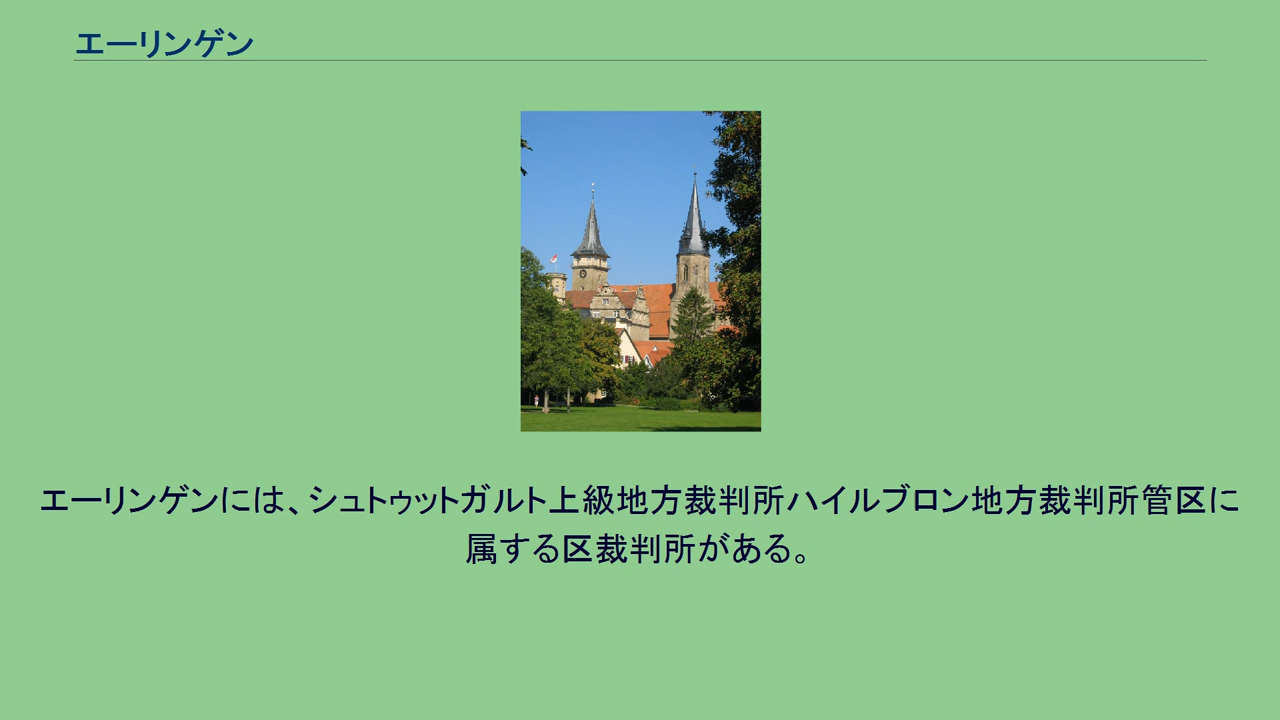 エーリンゲン
エーリンゲンには、シュトゥットガルト上級地方裁判所ハイルブロン地方裁判所管区に
属する区裁判所がある。